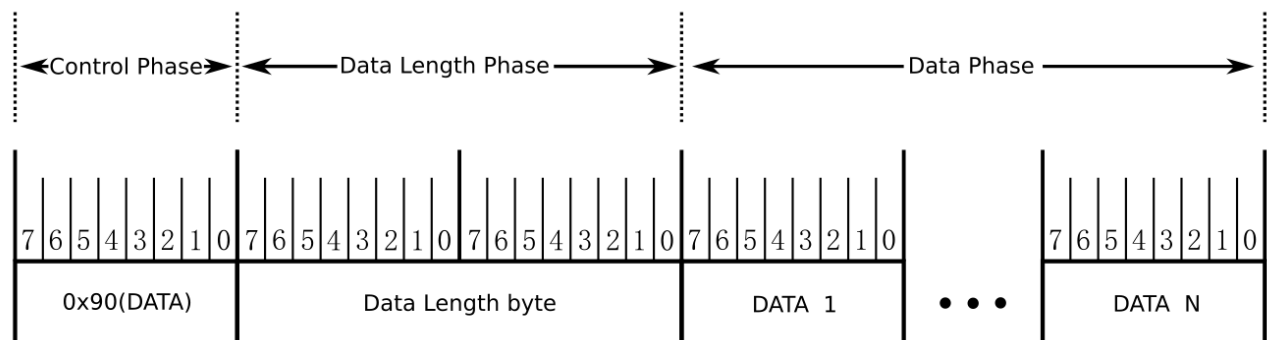 Control Phase Data Length Phase Data Phase
7 6 5 4 3 2 1 0 7 6 5 4 3 2 1 0 7 6 5 4 3 2 1 0 7 6 5 4 3 2 1 0 7 6 5 4 3 2 1 0
0x90(DATA) Data Length byte DATA 1 ● ● ● DATA N